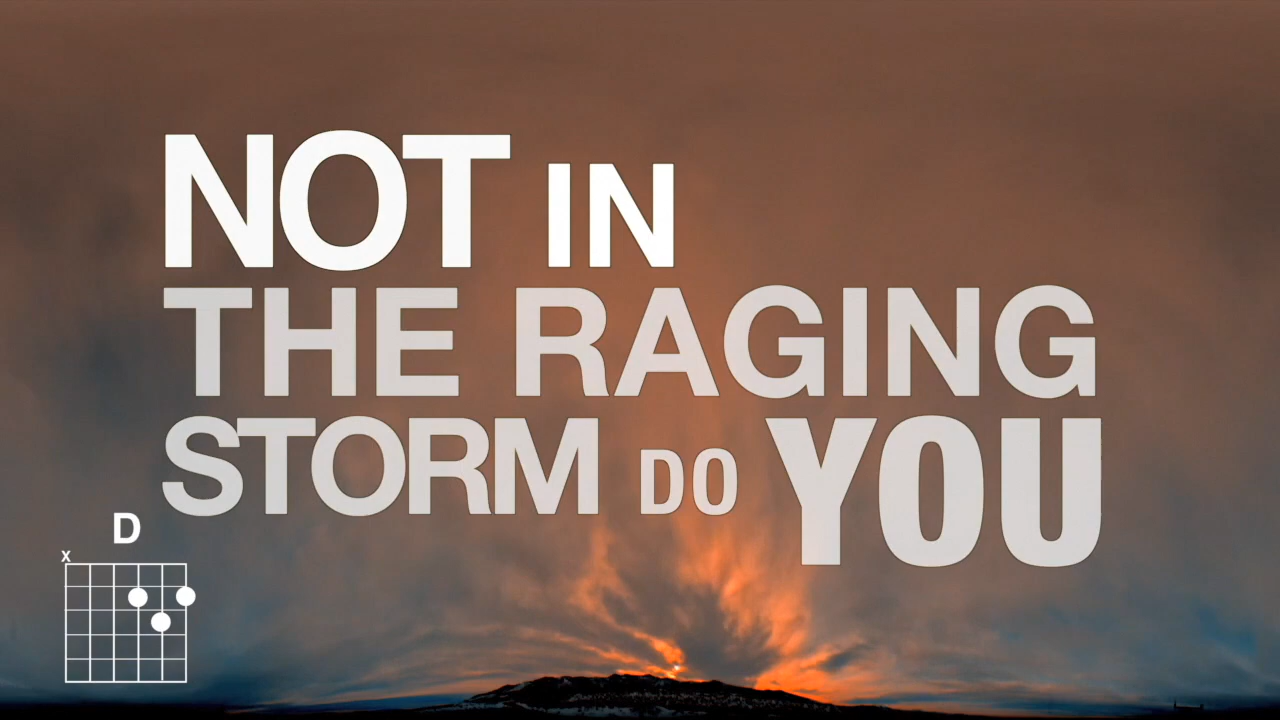 NOT IN
THE RAGING
STORM DO YOU
D
x